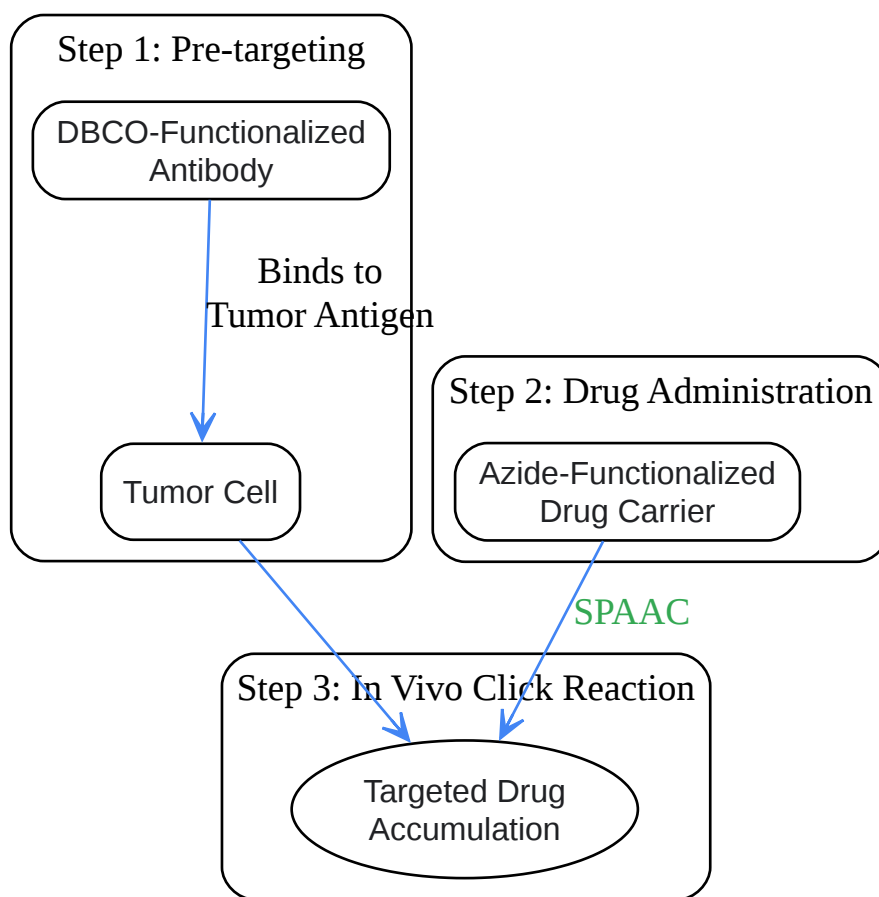 Step 1: Pre-targeting
DBCO-Functionalized
Antibody
Binds to
Tumor Antigen
Tumor Cell
Step 2: Drug Administration
Azide-Functionalized
Drug Carrier
SPAAC
Step 3: In Vivo Click Reaction
Targeted Drug
Accumulation